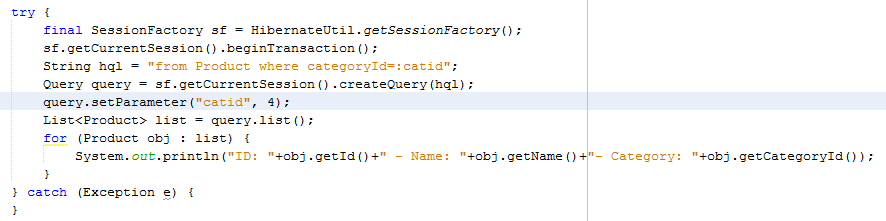 try {
    final SessionFactory sf = HibernateUtil.getSessionFactory();
    sf.getCurrentSession().beginTransaction();
    String hql = "from Product where categoryId=:catid";
    Query query = sf.getCurrentSession().createQuery(hql);
    query.setParameter("catid", 4);
    List<Product> list = query.list();
    for (Product obj : list) {
        System.out.println("ID: "+obj.getId()+" - Name: "+obj.getName()+"- Category: "+obj.getCategoryId());
    }
} catch (Exception e) {
}